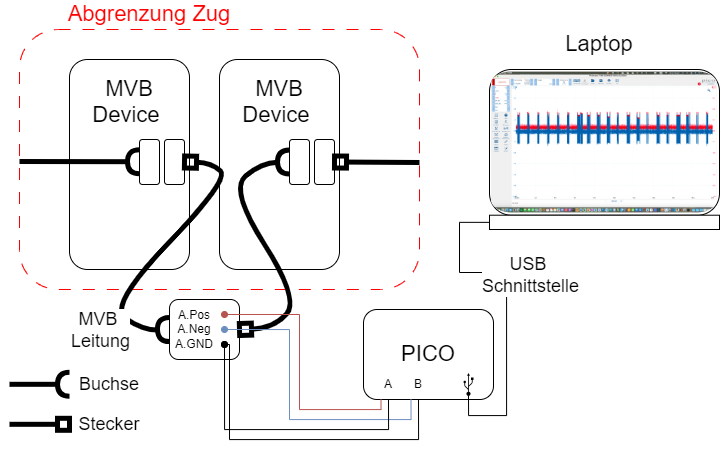 Abgrenzung Zug
Laptop
MVB
Device
MVB
Device
USB
Schnittstelle
MVB
Leitung
A.Pos
A.Neg
A.GND
PICO
A B
Buchse
Stecker